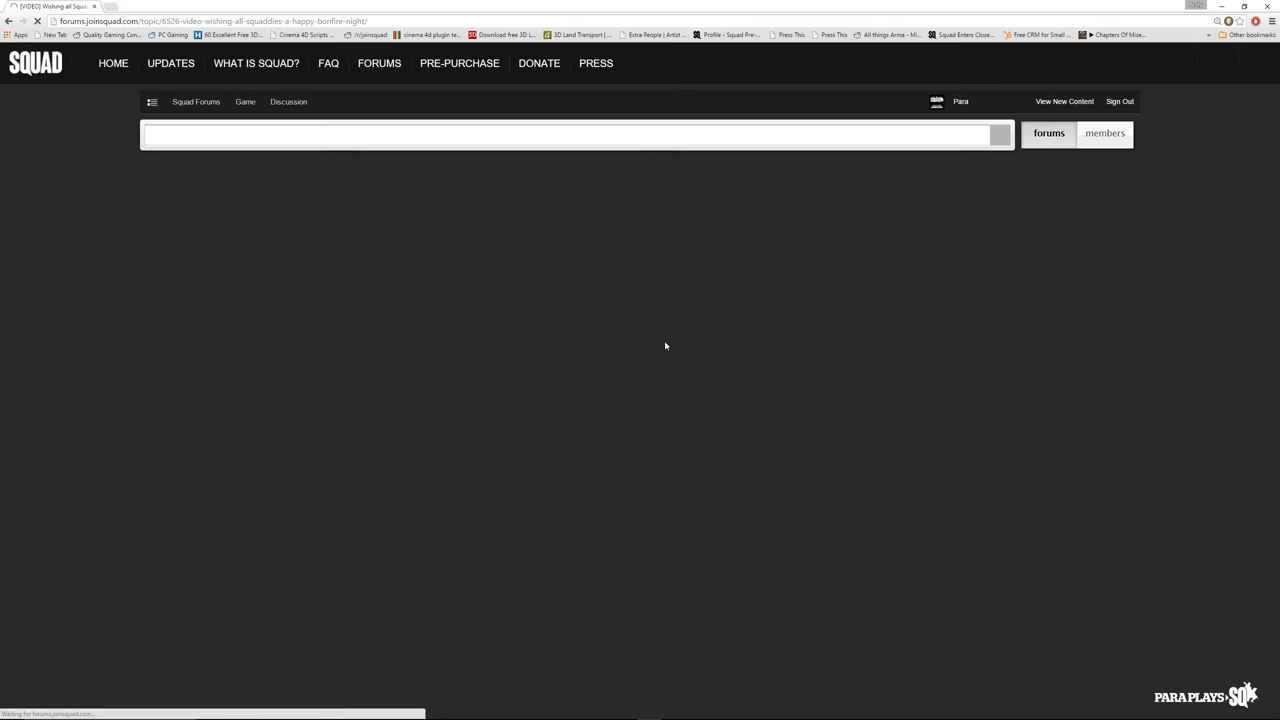 [VIDEO] Wishing all Squa
forums.joinsquad.com/topic/6526-video-wishing-all-squaddies-a-happy-bonfire-night/
Apps New Tab Quality Gaming Con... PC Gaming 60 Excellent Free 3D... Cinema 4D Scripts ... /r/joinsquad cinema 4d plugin te... Download free 3D L... 3D Land Transport |... Extra People | Artist ... Profile - Squad Pre-... Press This Press This All things Arma - Mi... Squad Enters Close... Free CRM for Small ... Chapters Of Mise... » Other bookmarks
SQUAD HOME UPDATES WHAT IS SQUAD? FAQ FORUMS PRE-PURCHASE DONATE PRESS
Squad Forums Game Discussion Para View New Content Sign Out
forums members
PARA PLAYS SQ
Waiting for forums.joinsquad.com...